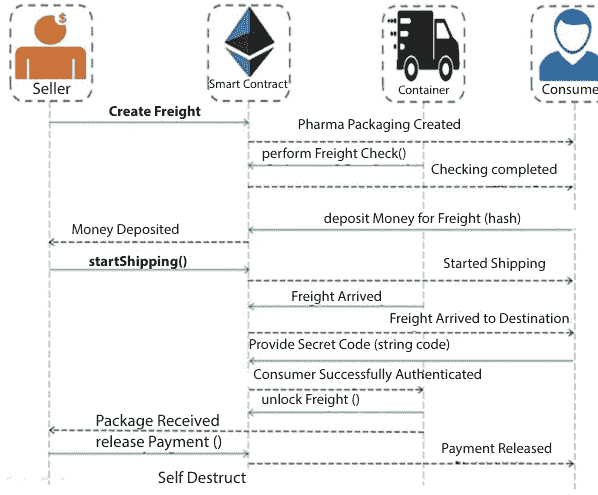 $
Seller
Smart Contract
Container
Consume
Create Freight
Pharma Packaging Created
perform Freight Check()
Checking completed
deposit Money for Freight (hash)
Money Deposited
startShipping()
Started Shipping
Freight Arrived
Freight Arrived to Destination
Provide Secret Code (string code)
Consumer Successfully Authenticated
unlock Freight ()
Package Received
release Payment ()
Payment Released
Self Destruct